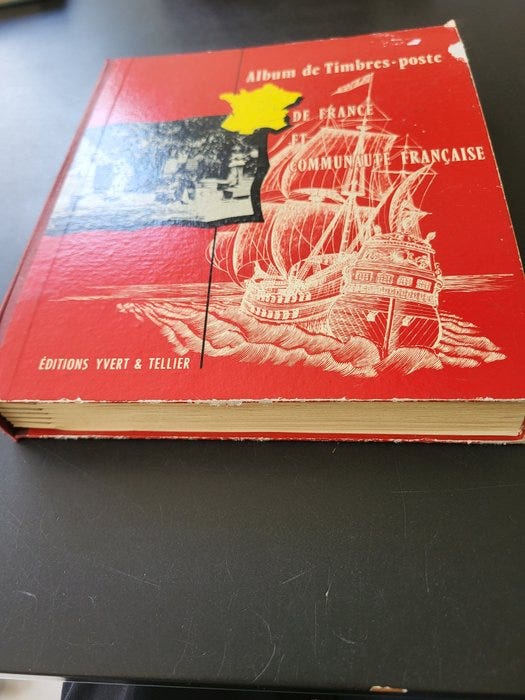 Album de Timbres-poste
DE FRANCE
ET
COMMUNAUTÉ FRANÇAISE
ÉDITIONS YVERT & TELLIER